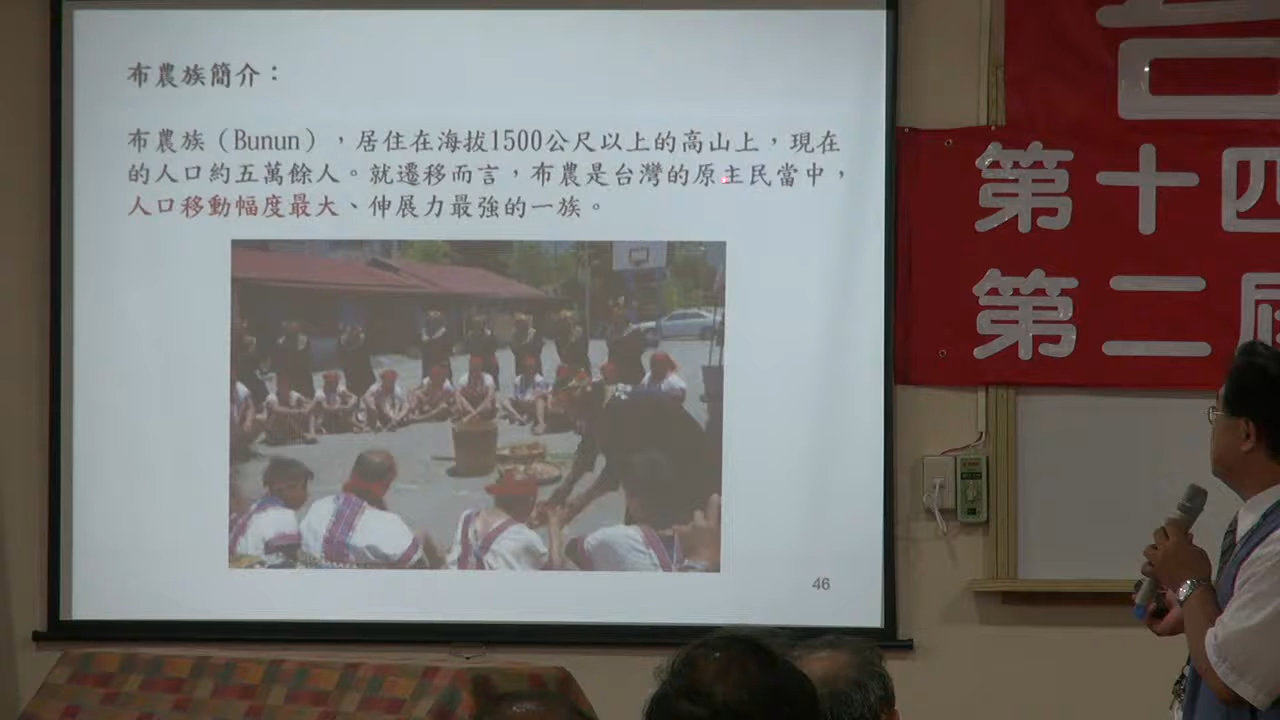 布農族簡介：
布農族（Bunun），居住在海拔1500公尺以上的高山上，現在
的人口約五萬餘人。就遷移而言，布農是台灣的原主民當中，
人口移動幅度最大、伸展力最強的一族。
46
台
第十四
第二屆